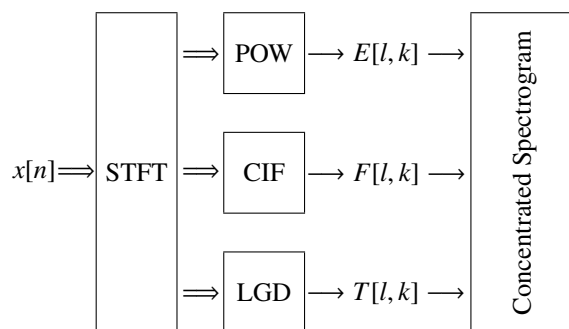 POW
E[l, k]
x[n]
STFT
CIF
F[l, k]
LGD
T[l, k]
Concentrated Spectrogram